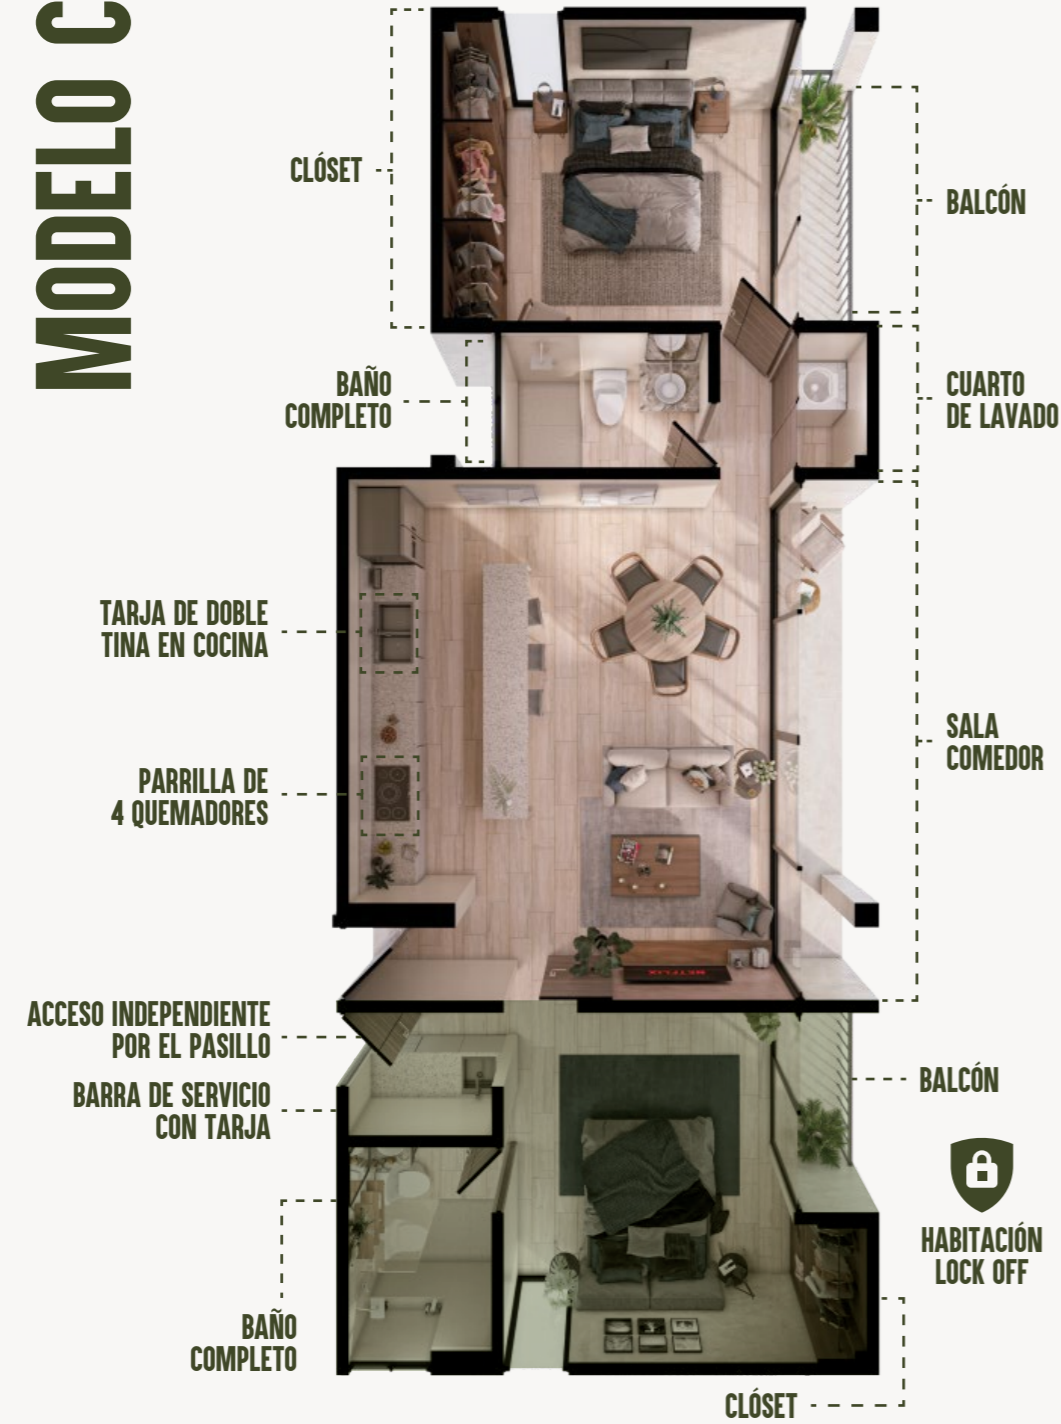 MODELO C
CLÓSET
BALCÓN
BAÑO
COMPLETO
CUARTO
DE LAVADO
TARJA DE DOBLE
TINA EN COCINA
PARRILLA DE
4 QUEMADORES
SALA
COMEDOR
NETFLIX
ACCESO INDEPENDIENTE
POR EL PASILLO
BARRA DE SERVICIO
CON TARJA
BALCÓN
HABITACIÓN
LOCK OFF
BAÑO
COMPLETO
CLÓSET